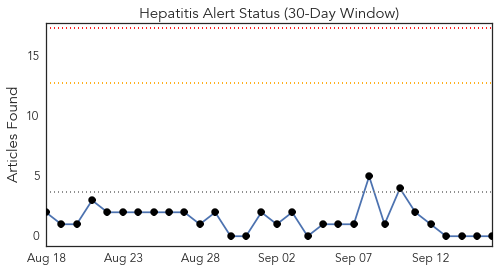 Hepatitis Alert Status (30-Day Window)
Articles Found
15
10
5
0
Aug 18 Aug 23 Aug 28 Sep 02 Sep 07 Sep 12